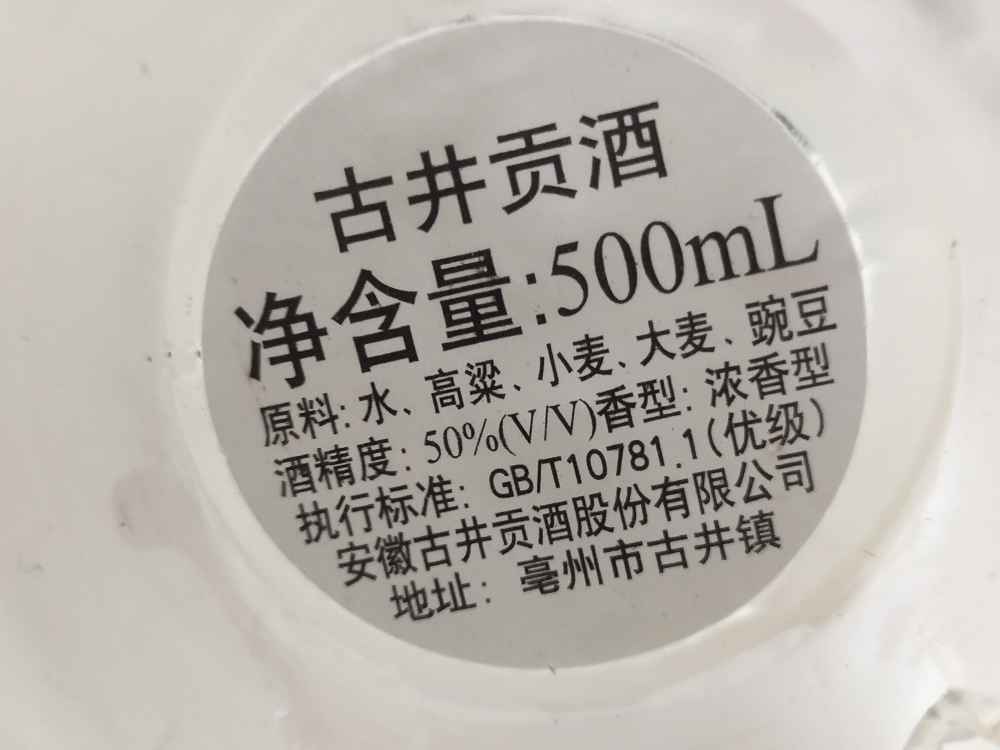 古井贡酒
净含量:500mL
原料: 水、高粱、小麦、大麦、豌豆
酒精度: 50%(V/V)香型: 浓香型
执行标准: GB/T10781.1(优级)
安徽古井贡酒股份有限公司
地址: 亳州市古井镇